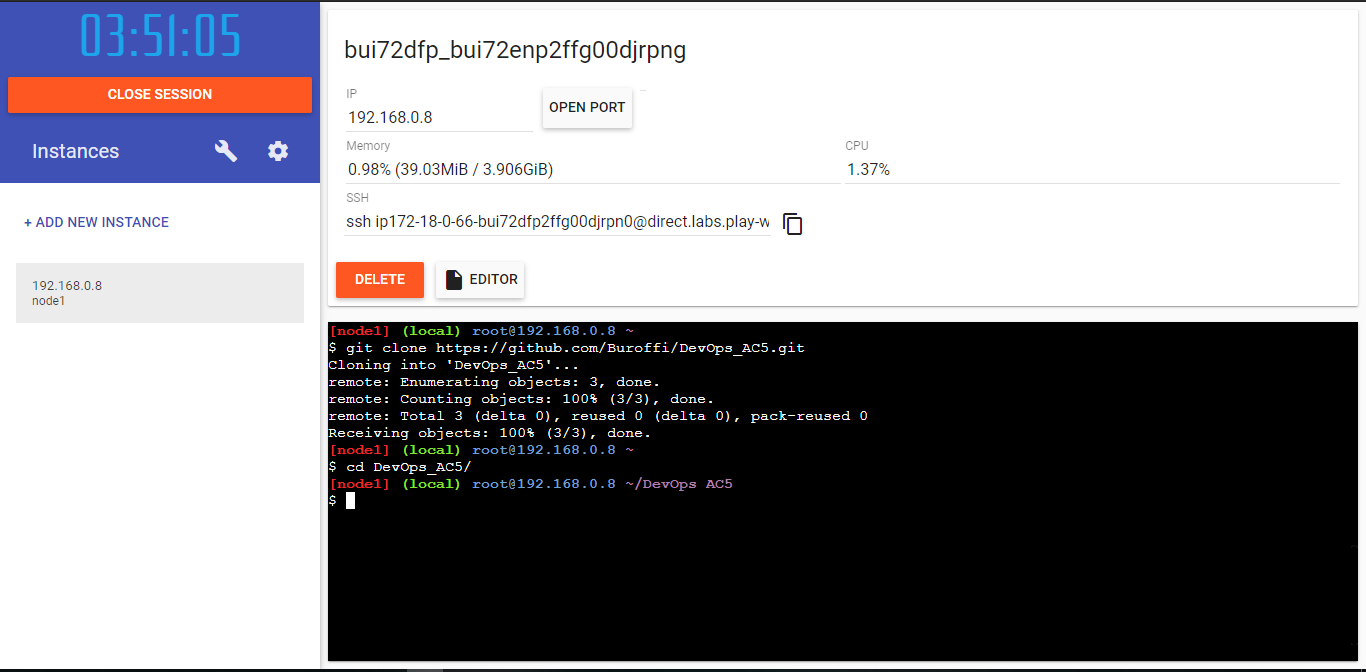 03:51:05
CLOSE SESSION
Instances
+ ADD NEW INSTANCE
192.168.0.8
node1
bui72dfp_bui72enp2ffg00djrpng
IP
192.168.0.8
OPEN PORT
Memory
0.98% (39.03MiB / 3.906GiB)
CPU
1.37%
SSH
ssh ip172-18-0-66-bui72dfp2ffg00djrpn0@direct.labs.play-w
DELETE
EDITOR
[node1] (local) root@192.168.0.8 ~
$ git clone https://github.com/Buroffi/DevOps_AC5.git
Cloning into 'DevOps_AC5'...
remote: Enumerating objects: 3, done.
remote: Counting objects: 100% (3/3), done.
remote: Total 3 (delta 0), reused 0 (delta 0), pack-reused 0
Receiving objects: 100% (3/3), done.
[node1] (local) root@192.168.0.8 ~
$ cd DevOps_AC5/
[node1] (local) root@192.168.0.8 ~/DevOps AC5
$